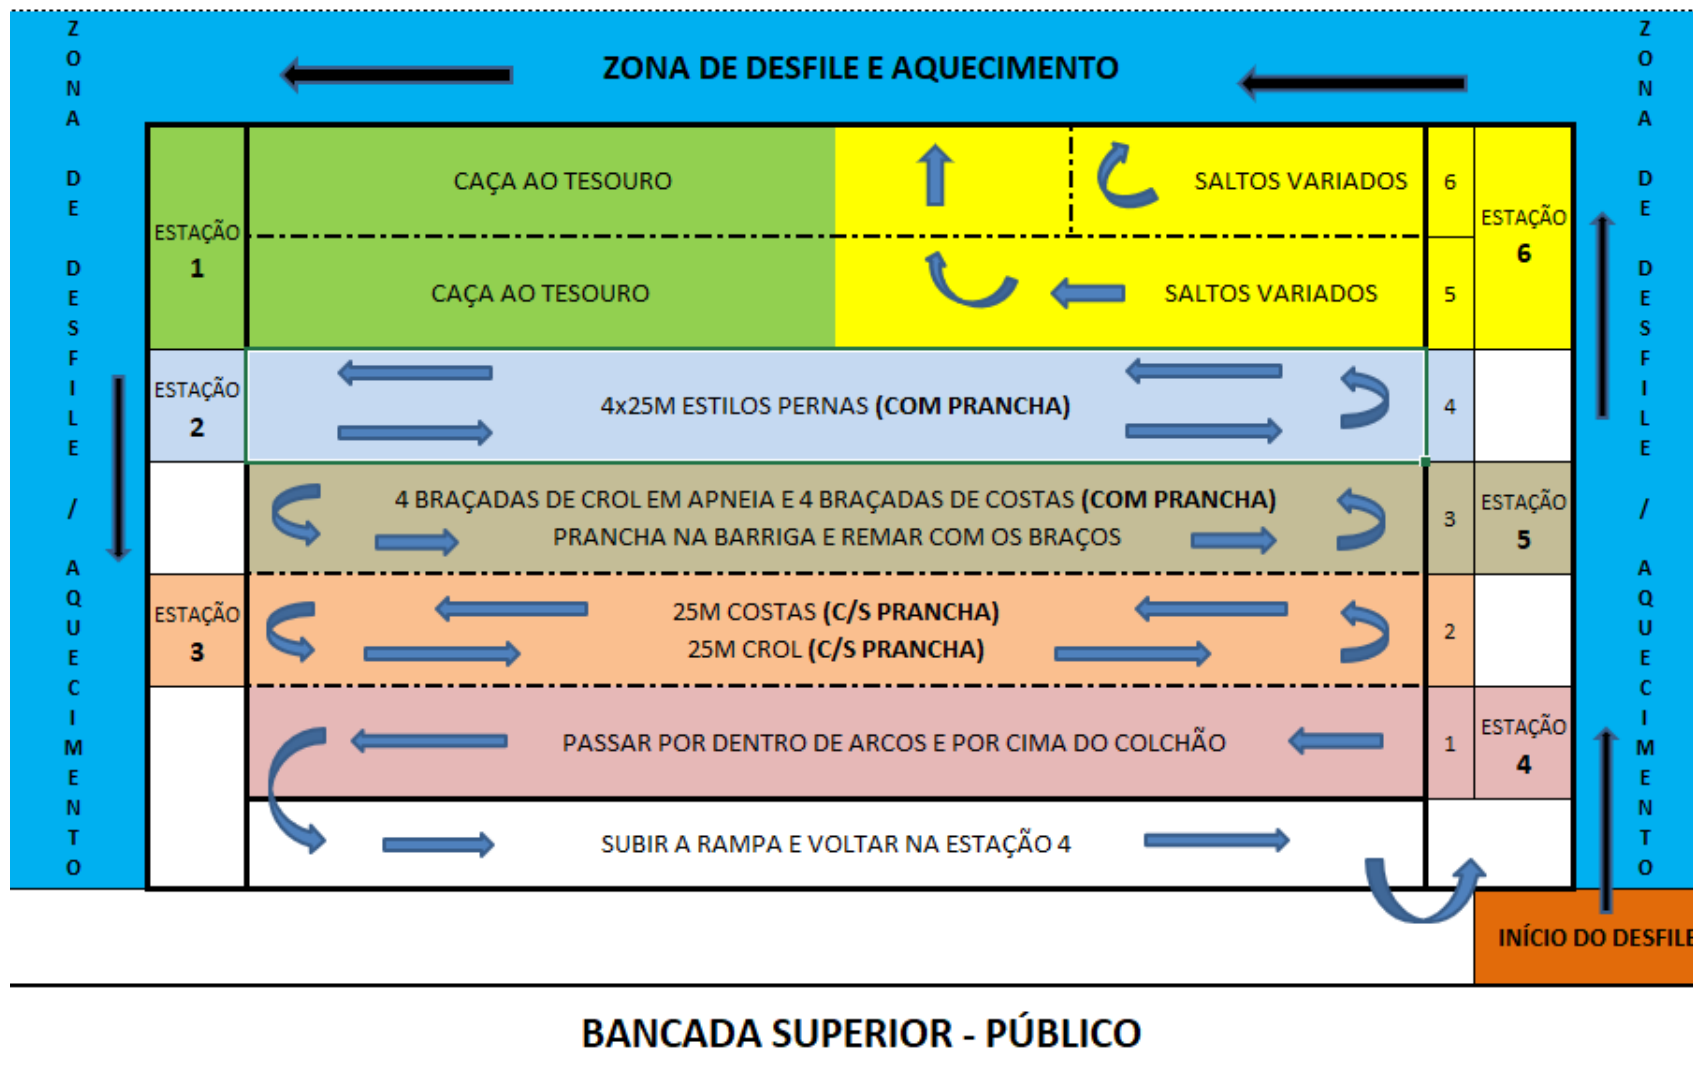 ZONA DE DESFILE E AQUECIMENTO
ZONA DE DESFILE / AQUECIMENTO
ZONA DE DESFILE / AQUECIMENTO
ESTAÇÃO
1
CAÇA AO TESOURO
SALTOS VARIADOS
6
CAÇA AO TESOURO
SALTOS VARIADOS
5
ESTAÇÃO
6
ESTAÇÃO
2
4x25M ESTILOS PERNAS (COM PRANCHA)
4
4 BRAÇADAS DE CROL EM APNEIA E 4 BRAÇADAS DE COSTAS (COM PRANCHA)
PRANCHA NA BARRIGA E REMAR COM OS BRAÇOS
3
ESTAÇÃO
5
ESTAÇÃO
3
25M COSTAS (C/S PRANCHA)
25M CROL (C/S PRANCHA)
2
PASSAR POR DENTRO DE ARCOS E POR CIMA DO COLCHÃO
1
ESTAÇÃO
4
SUBIR A RAMPA E VOLTAR NA ESTAÇÃO 4
INÍCIO DO DESFILE
BANCADA SUPERIOR - PÚBLICO